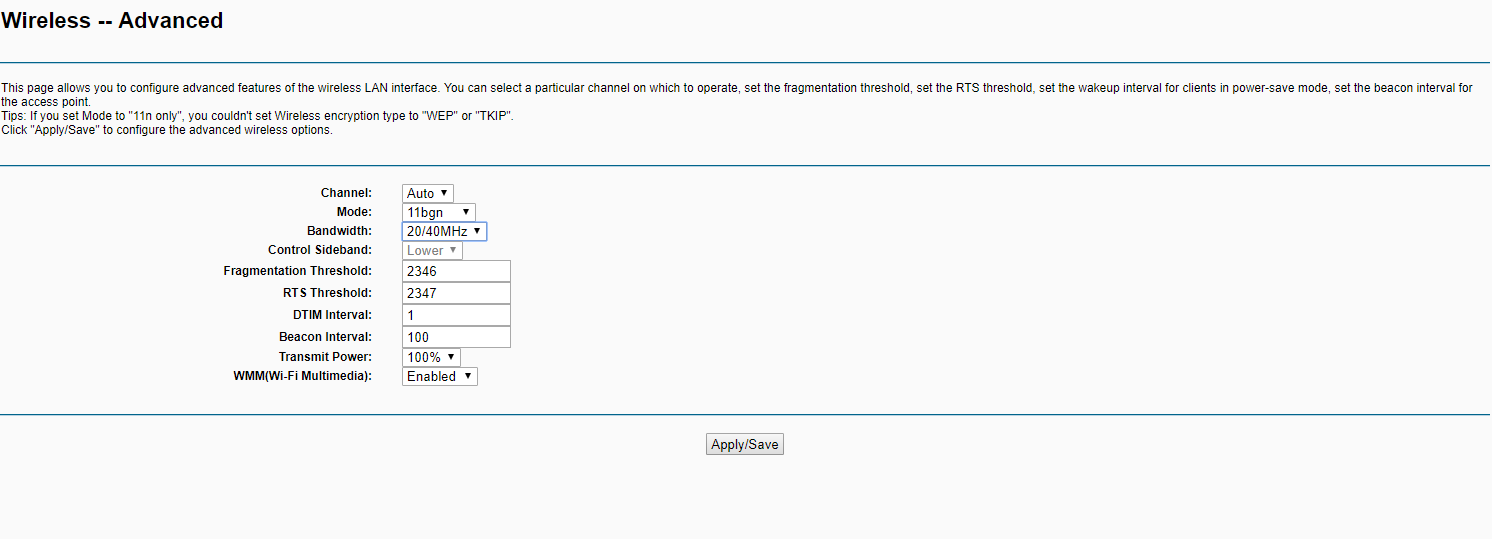 Wireless -- Advanced
This page allows you to configure advanced features of the wireless LAN interface. You can select a particular channel on which to operate, set the fragmentation threshold, set the RTS threshold, set the wakeup interval for clients in power-save mode, set the beacon interval for
the access point.
Tips: If you set Mode to "11n only", you couldn't set Wireless encryption type to "WEP" or "TKIP".
Click "Apply/Save" to configure the advanced wireless options.
Channel: Auto
Mode: 11bgn
Bandwidth: 20/40MHz
Control Sideband: Lower
Fragmentation Threshold: 2346
RTS Threshold: 2347
DTIM Interval: 1
Beacon Interval: 100
Transmit Power: 100%
WMM(Wi-Fi Multimedia): Enabled
Apply/Save